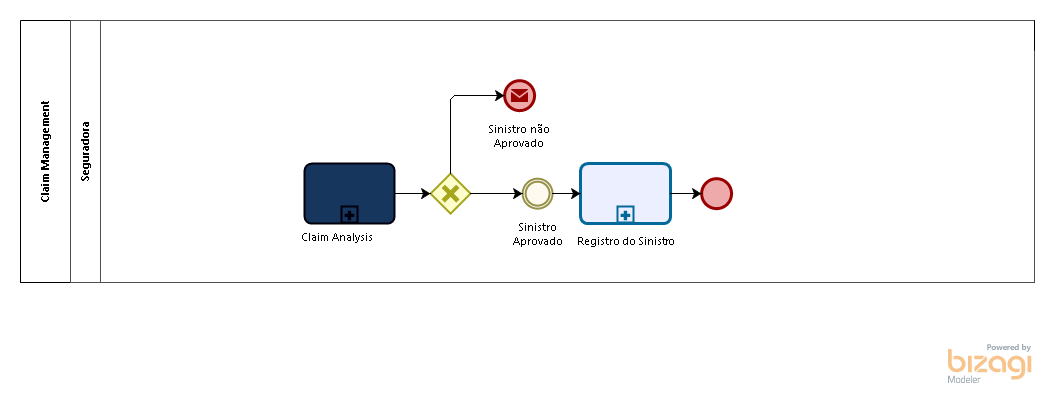 Claim Management
Seguradora
Sinistro não
Aprovado
Claim Analysis
Sinistro
Aprovado
Registro do Sinistro
Powered by
bizagi
Modeler